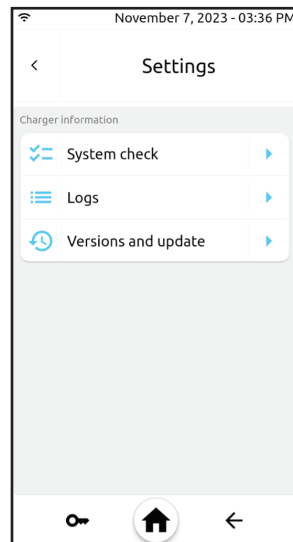 November 7, 2023 - 03:36 PM
Settings
Charger information
System check
Logs
Versions and update